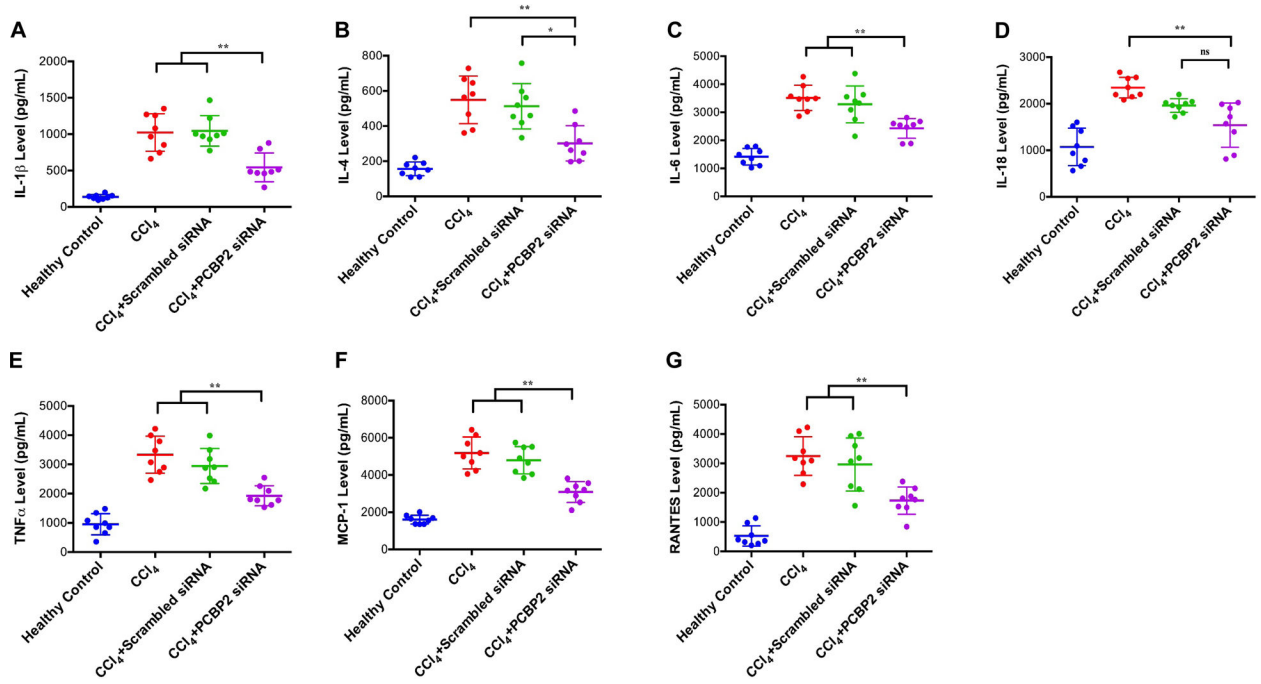 A
IL-1β Level (pg/mL)
2000
1500
1000
500
0
**
Healthy Control
CCl₄
CCl₄+Scrambled siRNA
CCl₄+PCBP2 siRNA
B
IL-4 Level (pg/mL)
800
600
400
200
0
**
*
Healthy Control
CCl₄
CCl₄+Scrambled siRNA
CCl₄+PCBP2 siRNA
C
IL-6 Level (pg/mL)
5000
4000
3000
2000
1000
0
**
Healthy Control
CCl₄
CCl₄+Scrambled siRNA
CCl₄+PCBP2 siRNA
D
IL-18 Level (pg/mL)
3000
2000
1000
0
**
ns
Healthy Control
CCl₄
CCl₄+Scrambled siRNA
CCl₄+PCBP2 siRNA
E
TNFα Level (pg/mL)
5000
4000
3000
2000
1000
0
**
Healthy Control
CCl₄
CCl₄+Scrambled siRNA
CCl₄+PCBP2 siRNA
F
MCP-1 Level (pg/mL)
8000
6000
4000
2000
0
**
Healthy Control
CCl₄
CCl₄+Scrambled siRNA
CCl₄+PCBP2 siRNA
G
RANTES Level (pg/mL)
5000
4000
3000
2000
1000
0
**
Healthy Control
CCl₄
CCl₄+Scrambled siRNA
CCl₄+PCBP2 siRNA